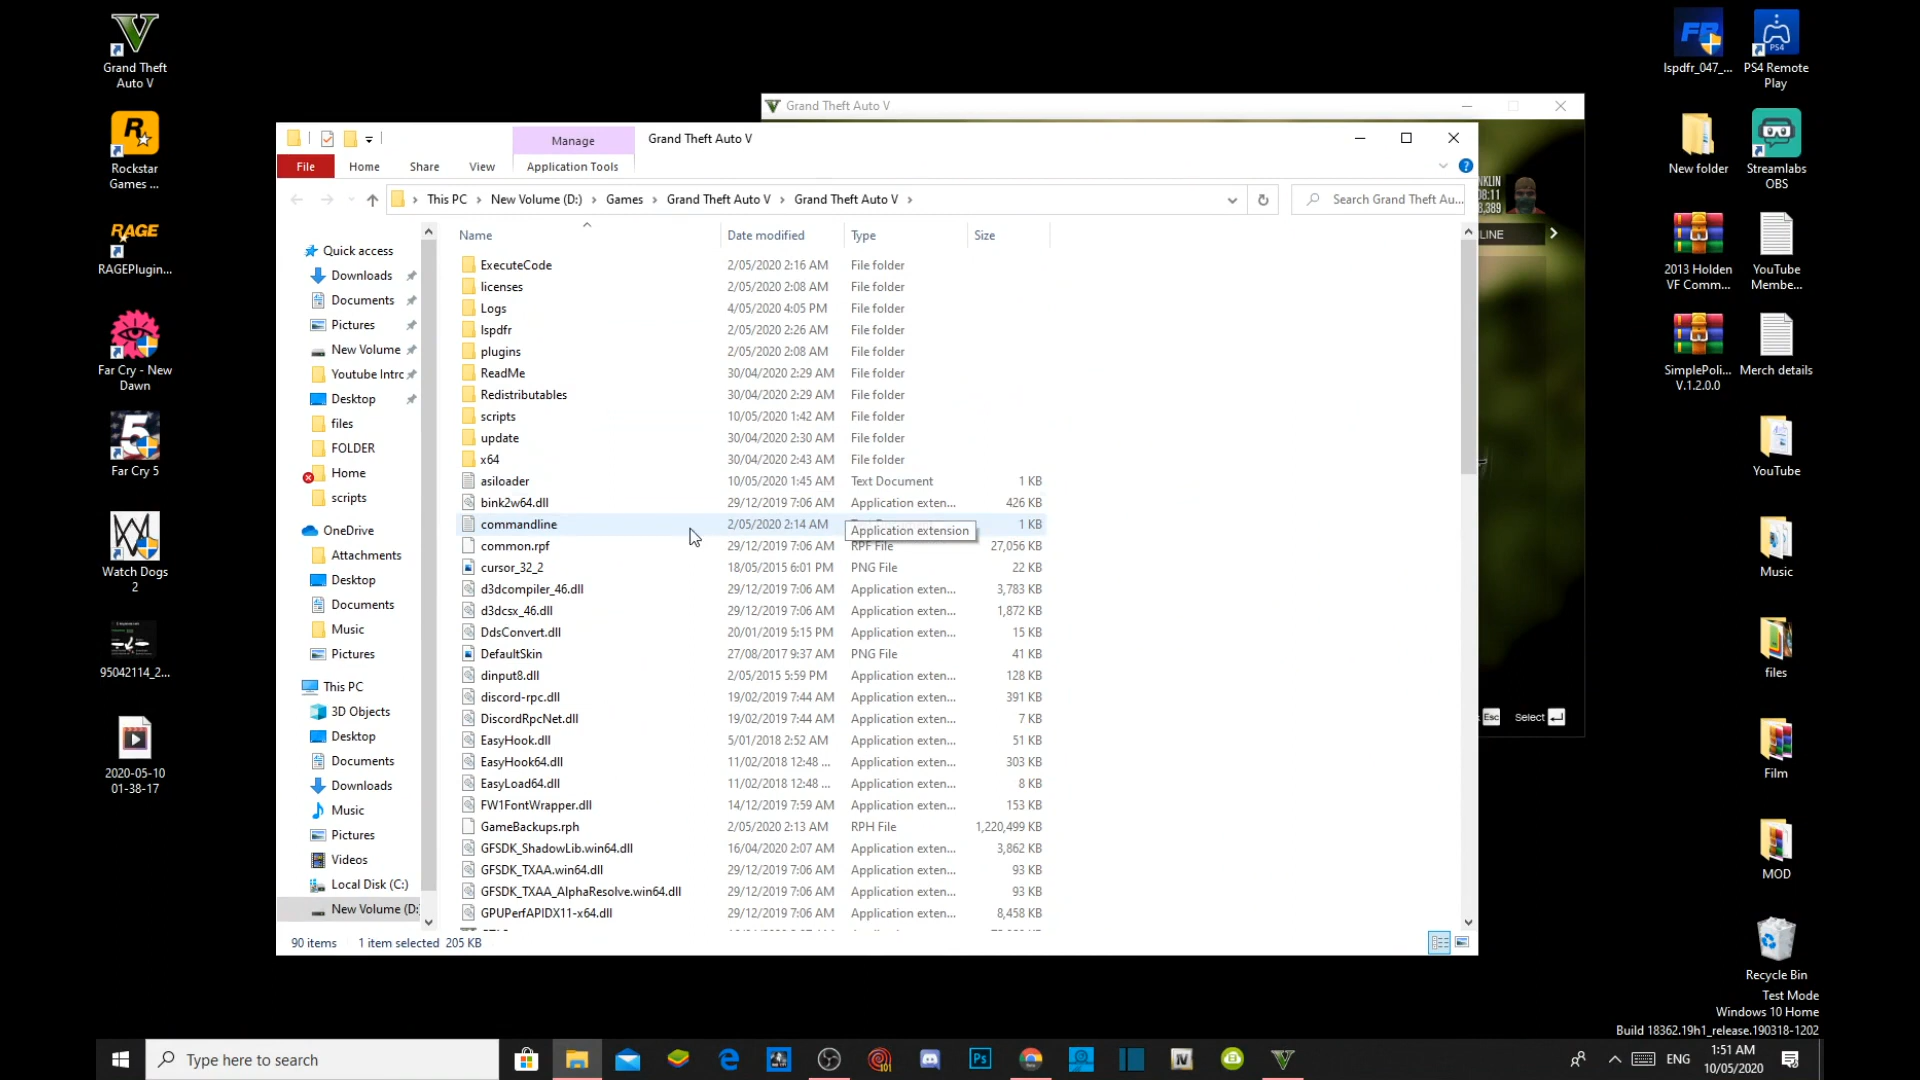 Grand Theft
Auto V
Rockstar
Games ...
RAGE
RAGEPlugin...
Far Cry - New
Dawn
5
Far Cry 5
WATCH DOGS
Watch Dogs
2
95042114_2...
2020-05-10
01-38-17
Grand Theft Auto V
Manage
Grand Theft Auto V
File
Home
Share
View
Application Tools
This PC
New Volume (D:)
Games
Grand Theft Auto V
Grand Theft Auto V
Search Grand Theft Au...
Name
Date modified
Type
Size
Quick access
Downloads
Documents
Pictures
New Volume
Youtube Intrc
Desktop
files
FOLDER
Home
scripts
OneDrive
Attachments
Desktop
Documents
Music
Pictures
This PC
3D Objects
Desktop
Documents
Downloads
Music
Pictures
Videos
Local Disk (C:)
New Volume (D:
ExecuteCode 2/05/2020 2:16 AM File folder
licenses 2/05/2020 2:08 AM File folder
Logs 4/05/2020 4:05 PM File folder
lspdfr 2/05/2020 2:26 AM File folder
plugins 2/05/2020 2:08 AM File folder
ReadMe 30/04/2020 2:29 AM File folder
Redistributables 30/04/2020 2:29 AM File folder
scripts 10/05/2020 1:42 AM File folder
update 30/04/2020 2:30 AM File folder
x64 30/04/2020 2:43 AM File folder
asiloader 10/05/2020 1:45 AM Text Document 1 KB
bink2w64.dll 29/12/2019 7:06 AM Application exten... 426 KB
commandline 2/05/2020 2:14 AM 1 KB
Application extension
common.rpf 29/12/2019 7:06 AM RPF File 27,056 KB
cursor_32_2 18/05/2015 6:01 PM PNG File 22 KB
d3dcompiler_46.dll 29/12/2019 7:06 AM Application exten... 3,783 KB
d3dcsx_46.dll 29/12/2019 7:06 AM Application exten... 1,872 KB
DdsConvert.dll 20/01/2019 5:15 PM Application exten... 15 KB
DefaultSkin 27/08/2017 9:37 AM PNG File 41 KB
dinput8.dll 2/05/2015 5:59 PM Application exten... 128 KB
discord-rpc.dll 19/02/2019 7:44 AM Application exten... 391 KB
DiscordRpcNet.dll 19/02/2019 7:44 AM Application exten... 7 KB
EasyHook.dll 5/01/2018 2:52 AM Application exten... 51 KB
EasyHook64.dll 11/02/2018 12:48 ... Application exten... 303 KB
EasyLoad64.dll 11/02/2018 12:48 ... Application exten... 8 KB
FW1FontWrapper.dll 14/12/2019 7:59 AM Application exten... 153 KB
GameBackups.rph 2/05/2020 2:13 AM RPH File 1,220,499 KB
GFSDK_ShadowLib.win64.dll 16/04/2020 2:07 AM Application exten... 3,862 KB
GFSDK_TXAA.win64.dll 29/12/2019 7:06 AM Application exten... 93 KB
GFSDK_TXAA_AlphaResolve.win64.dll 29/12/2019 7:06 AM Application exten... 93 KB
GPUPerfAPIDX11-x64.dll 29/12/2019 7:06 AM Application exten... 8,458 KB
90 items 1 item selected 205 KB
NKLIN
08:11
3,389
LINE
Esc Select
lspdfr_047_...
PS4
PS4 Remote
Play
New folder
Streamlabs
OBS
2013 Holden
VF Comm...
YouTube
Membe...
SimplePoli...
V.1.2.0.0
Merch details
YouTube
Music
files
Film
MOD
Recycle Bin
Test Mode
Windows 10 Home
Build 18362.19h1_release.190318-1202
Type here to search
101
Ps
IV
ENG
1:51 AM
10/05/2020